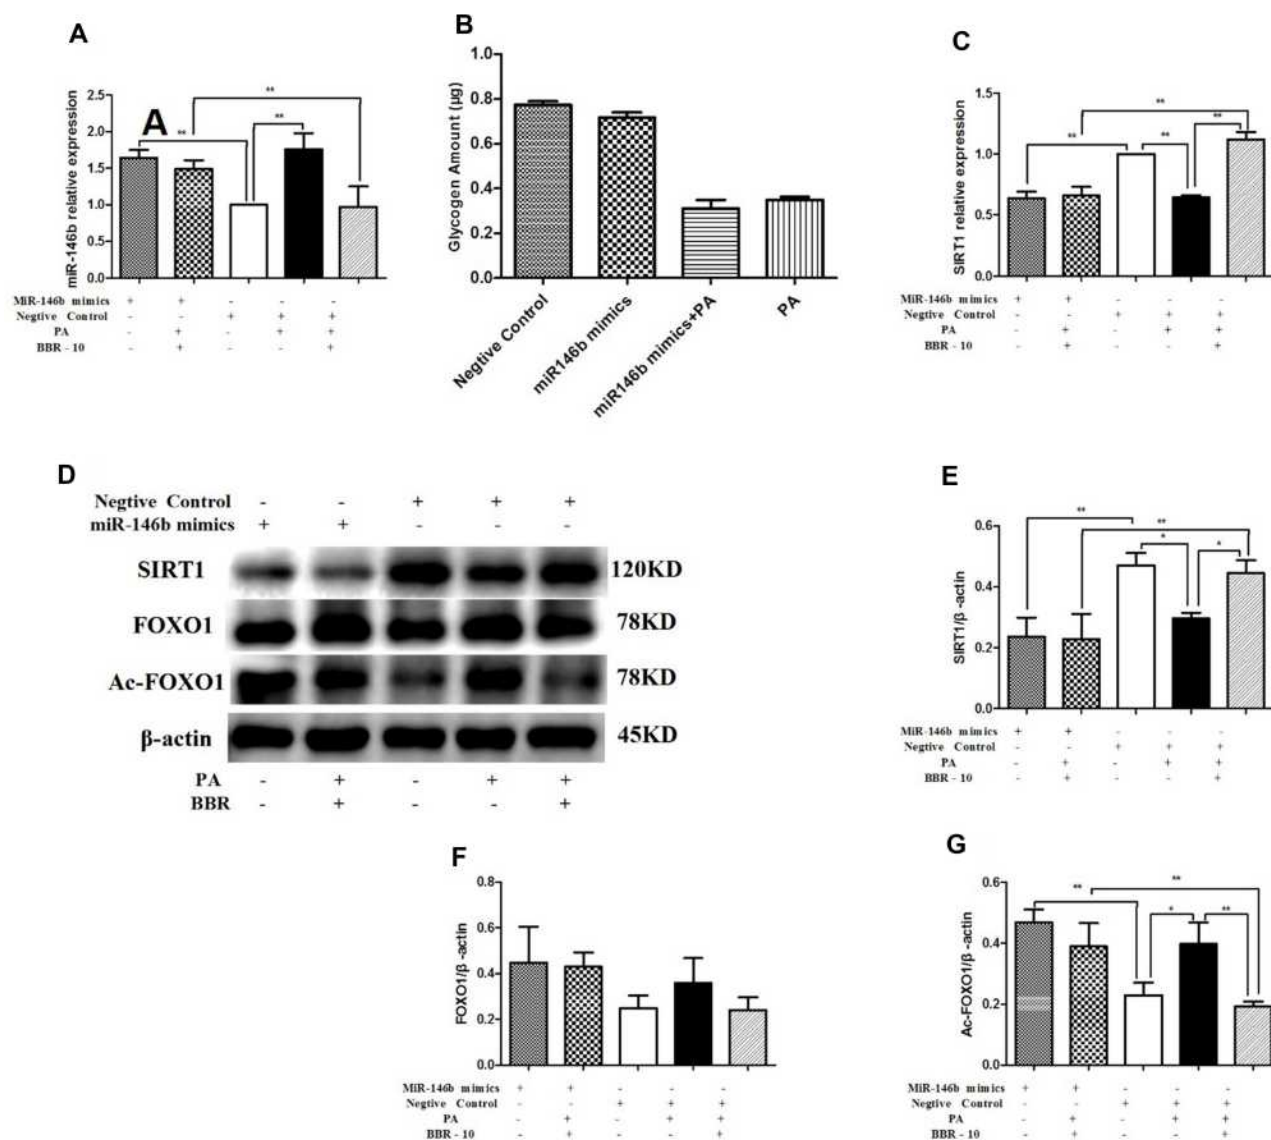 A
A
miR-146b relative expression
2.5
2.0
1.5
1.0
0.5
0.0
** ** **
MiR-146b mimics + + - - -
Negtive Control - - + + +
PA - + - + +
BBR - 10 - + - - +
B
Glycogen Amount (µg)
1.0
0.8
0.6
0.4
0.2
0.0
Negtive Control
miR146b mimics
miR146b mimics+PA
PA
C
SIRT1 relative expression
1.5
1.0
0.5
0.0
** ** ** **
MiR-146b mimics + + - - -
Negtive Control - - + + +
PA - + - + +
BBR - 10 - + - - +
D
Negtive Control - - + + +
miR-146b mimics + + - - -
SIRT1 120KD
FOXO1 78KD
Ac-FOXO1 78KD
β-actin 45KD
PA - + - + +
BBR - + - - +
E
SIRT1/β -actin
0.6
0.4
0.2
0.0
** ** * *
MiR-146b mimics + + - - -
Negtive Control - - + + +
PA - + - + +
BBR - 10 - + - - +
F
FOXO1/β -actin
0.8
0.6
0.4
0.2
0.0
MiR-146b mimics + + - - -
Negtive Control - - + + +
PA - + - + +
BBR - 10 - + - - +
G
Ac-FOXO1/β -actin
0.6
0.4
0.2
0.0
** ** * **
MiR-146b mimics + + - - -
Negtive Control - - + + +
PA - + - + +
BBR - 10 - + - - +